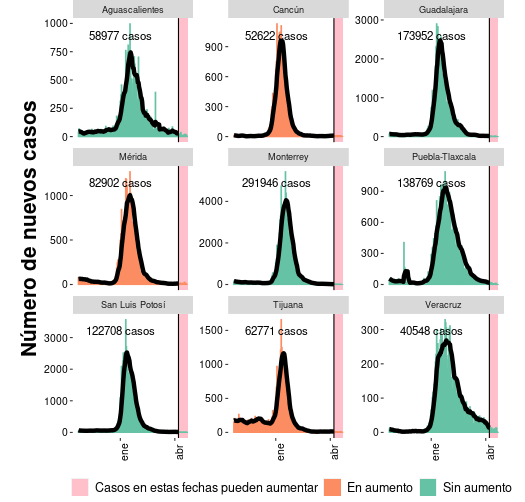 Número de nuevos casos
Aguascalientes
58977 casos
1000
750
500
250
0
Cancún
52622 casos
900
600
300
0
Guadalajara
173952 casos
3000
2000
1000
0
Mérida
82902 casos
1000
500
0
Monterrey
291946 casos
4000
2000
0
Puebla-Tlaxcala
138769 casos
900
600
300
0
San Luis Potosí
122708 casos
3000
2000
1000
0
ene
abr
Tijuana
62771 casos
1500
1000
500
0
ene
abr
Veracruz
40548 casos
300
200
100
0
ene
abr
Casos en estas fechas pueden aumentar
En aumento
Sin aumento